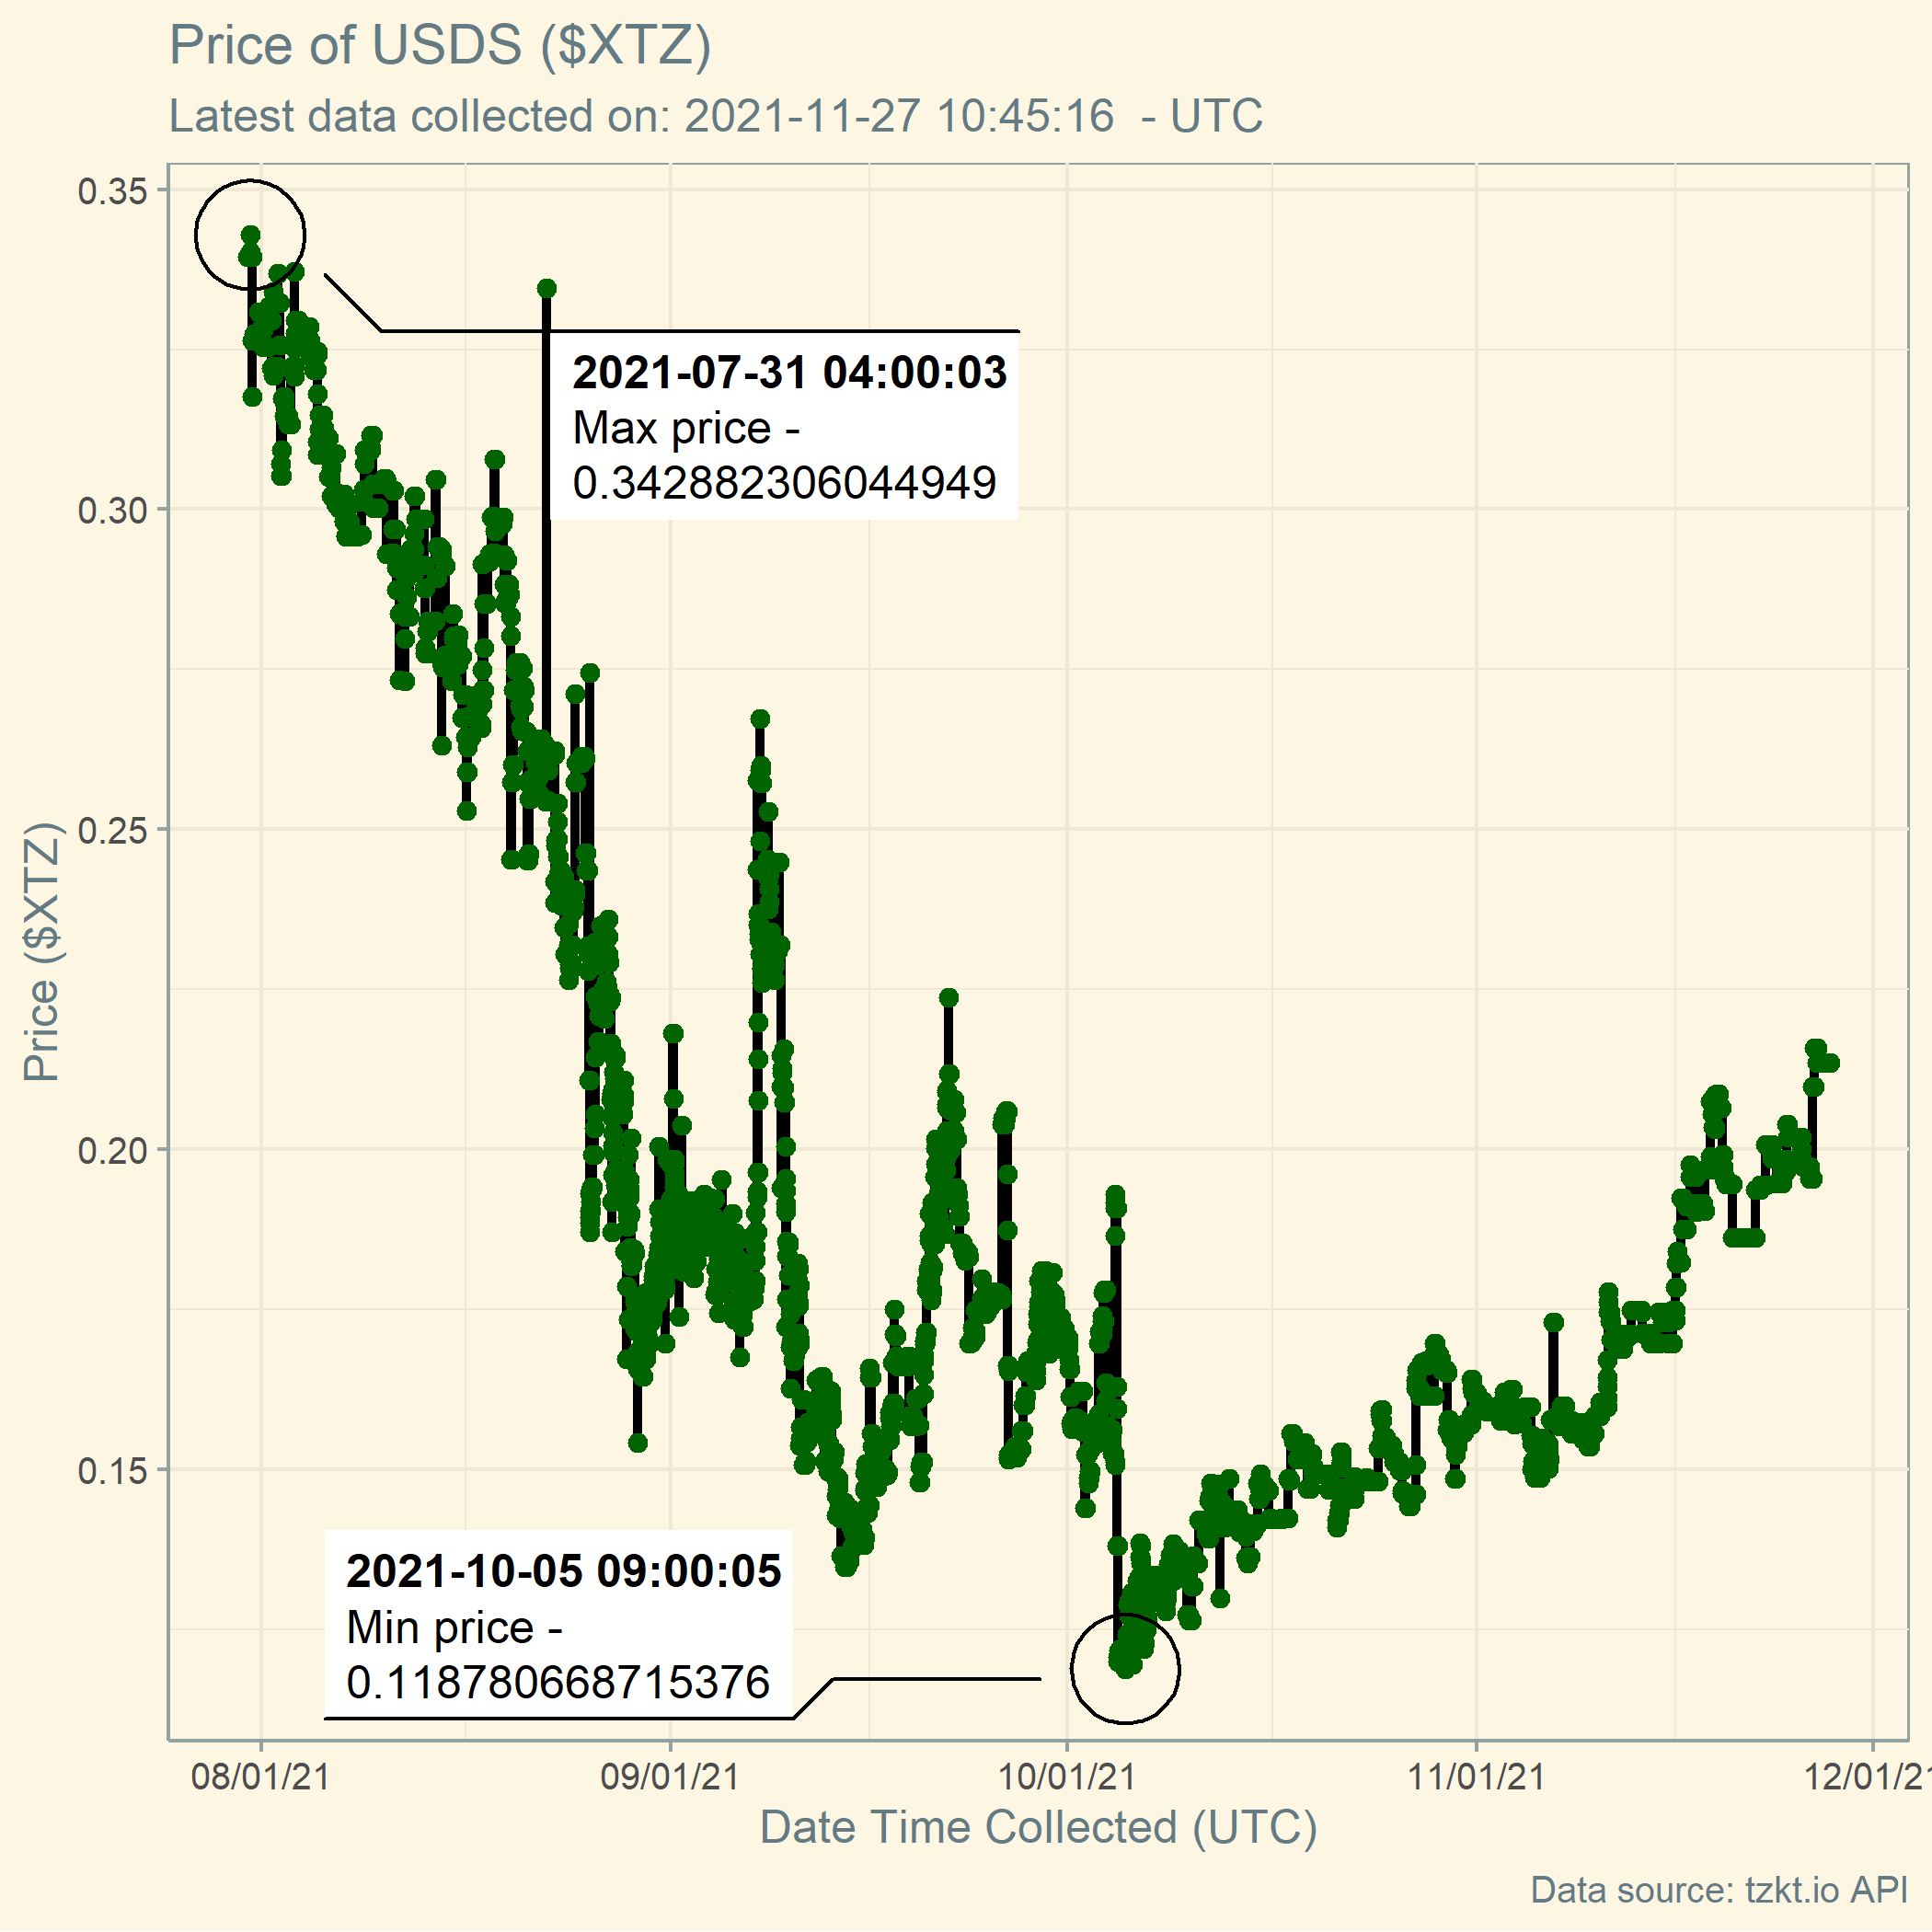 Price of USDS ($XTZ)
Latest data collected on: 2021-11-27 10:45:16  - UTC
0.35
0.30
0.25
0.20
0.15
Price ($XTZ)
2021-07-31 04:00:03
Max price -
0.342882306044949
2021-10-05 09:00:05
Min price -
0.118780668715376
08/01/21
09/01/21
10/01/21
11/01/21
12/01/21
Date Time Collected (UTC)
Data source: tzkt.io API